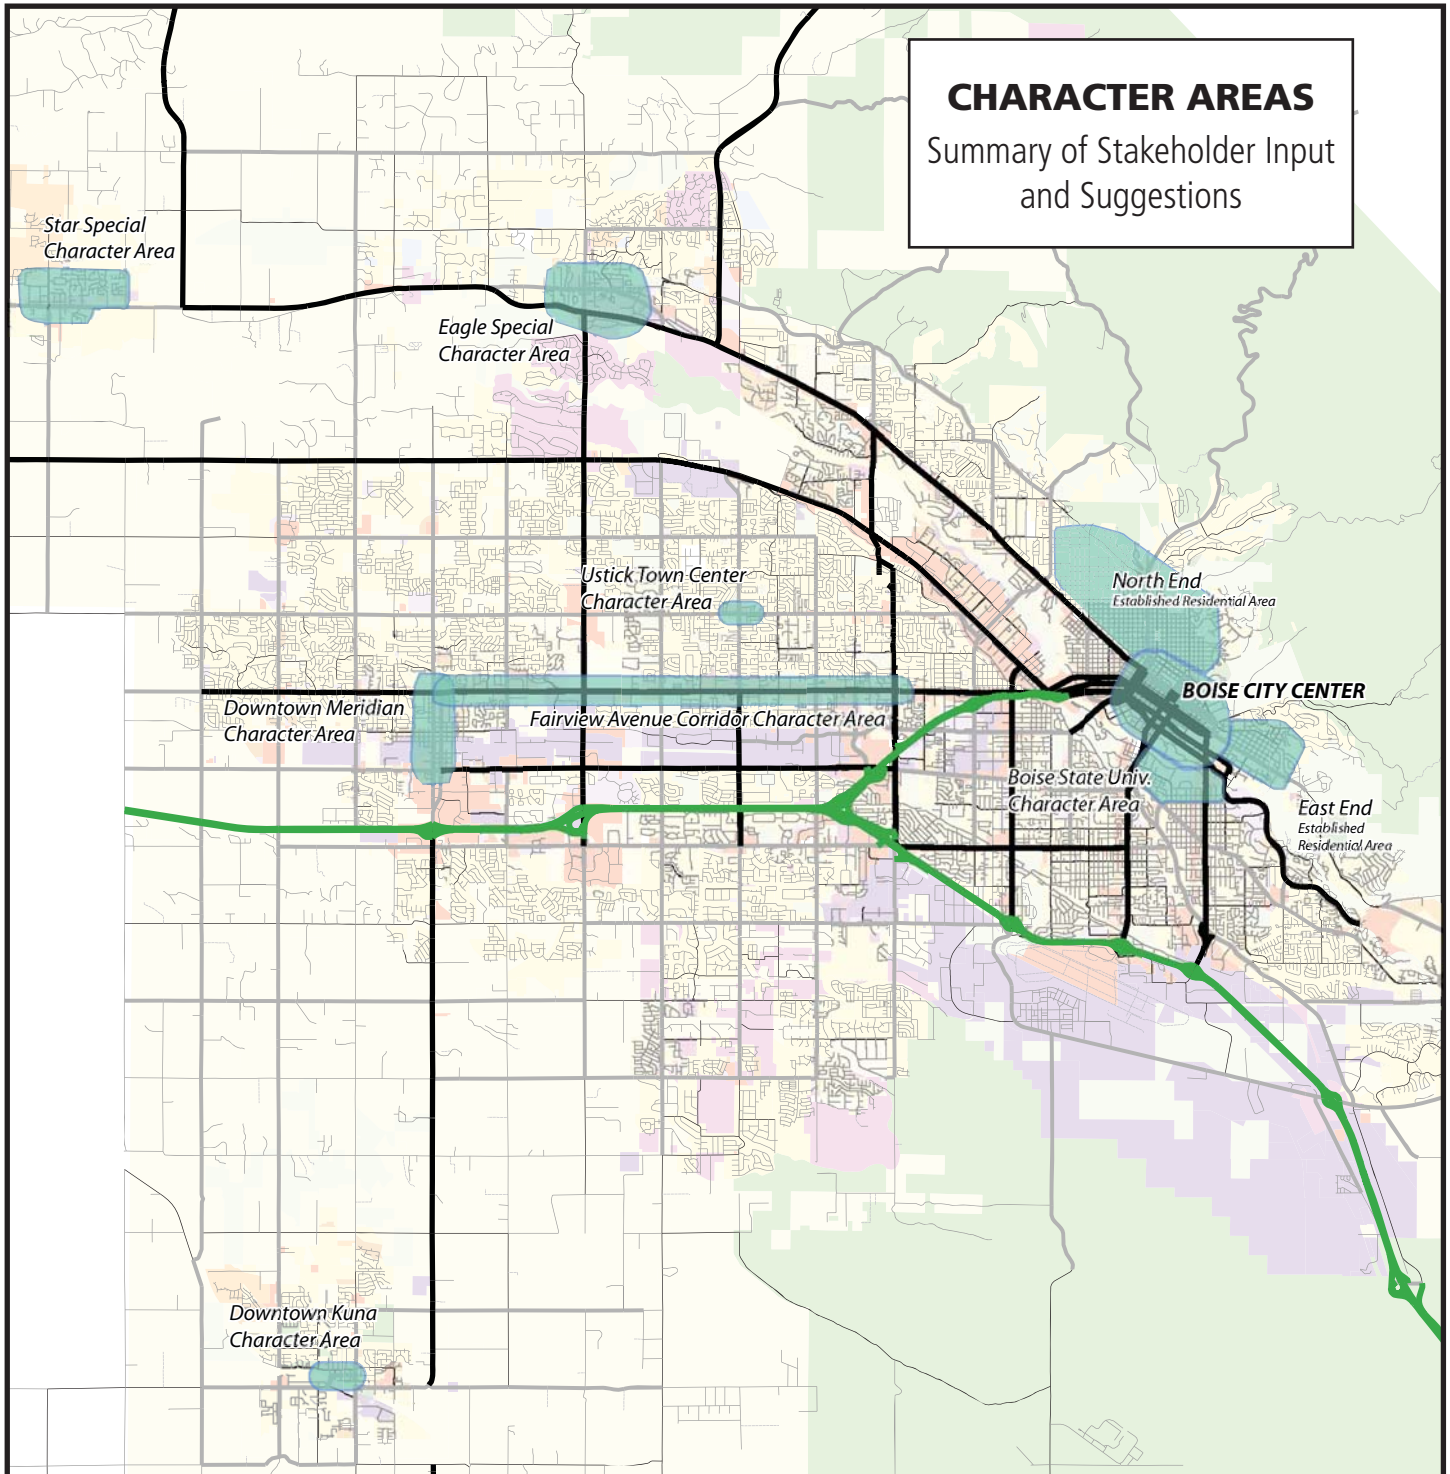 CHARACTER AREAS
Summary of Stakeholder Input
and Suggestions
Star Special
Character Area
Eagle Special
Character Area
Ustick Town Center
Character Area
North End
Established Residential Area
BOISE CITY CENTER
Downtown Meridian
Character Area
Fairview Avenue Corridor Character Area
Boise State Univ.
Character Area
East End
Established
Residential Area
Downtown Kuna
Character Area